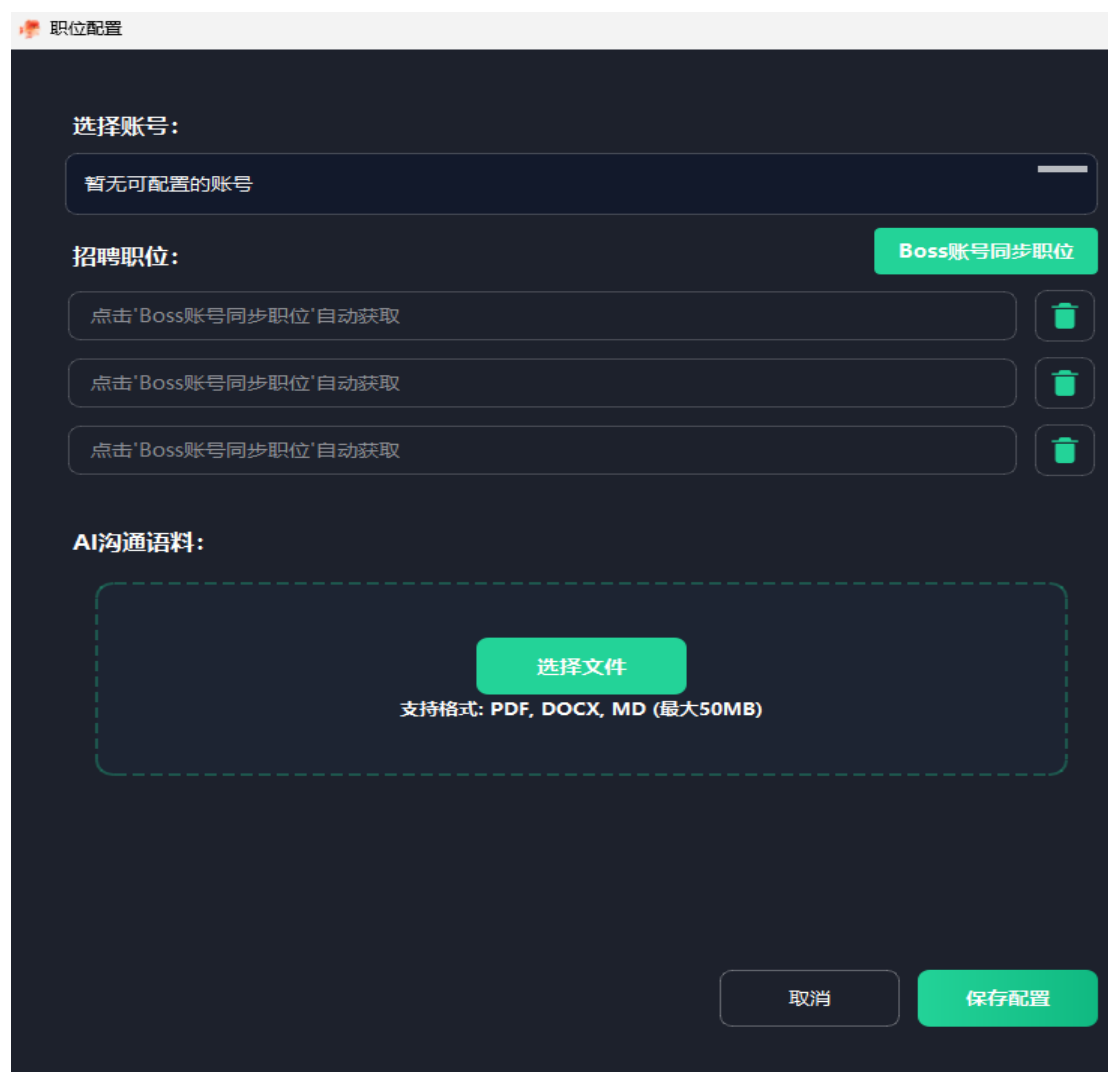 职位配置
选择账号：
暂无可配置的账号
招聘职位：
Boss账号同步职位
点击'Boss账号同步职位'自动获取
点击'Boss账号同步职位'自动获取
点击'Boss账号同步职位'自动获取
AI沟通语料：
选择文件
支持格式: PDF, DOCX, MD (最大50MB)
取消
保存配置